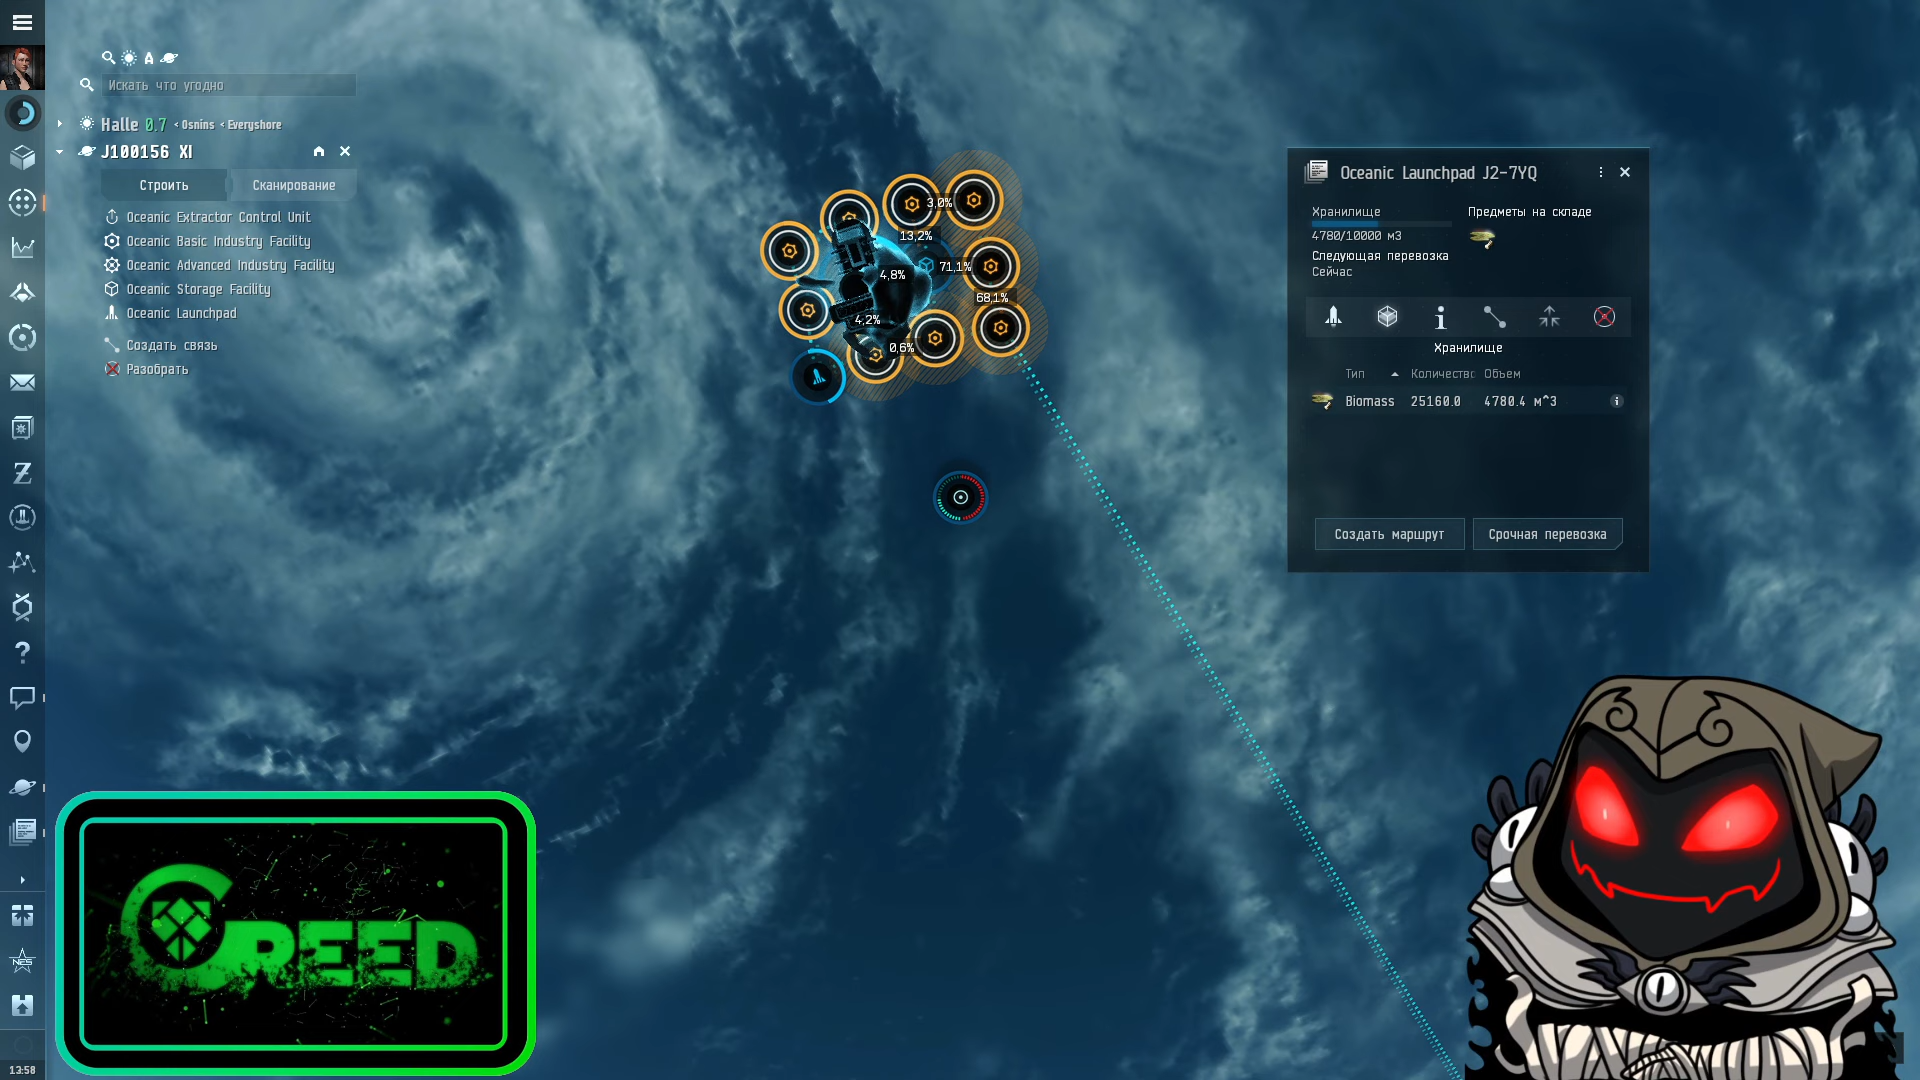 Искать что угодно
Halle 0.7 < Osnins < Everyshore
J100156 XI
Строить
Сканирование
Oceanic Extractor Control Unit
Oceanic Basic Industry Facility
Oceanic Advanced Industry Facility
Oceanic Storage Facility
Oceanic Launchpad
Создать связь
Разобрать
3,0%
13,2%
71,1%
4,8%
68,1%
4,2%
0,6%
Oceanic Launchpad J2-7YQ
Хранилище
Предметы на складе
4780/10000 м3
Следующая перевозка
Сейчас
Хранилище
Тип Количество Объем
Biomass 25160.0 4780.4 м^3
Создать маршрут
Срочная перевозка
NES
CREED
13:58